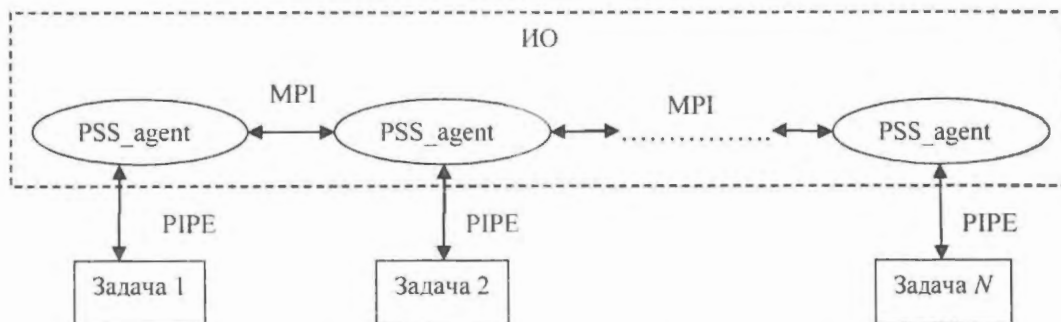 ИО
MPI
MPI
PSS_agent
PSS_agent
....................
PSS_agent
PIPE
PIPE
PIPE
Задача 1
Задача 2
Задача N